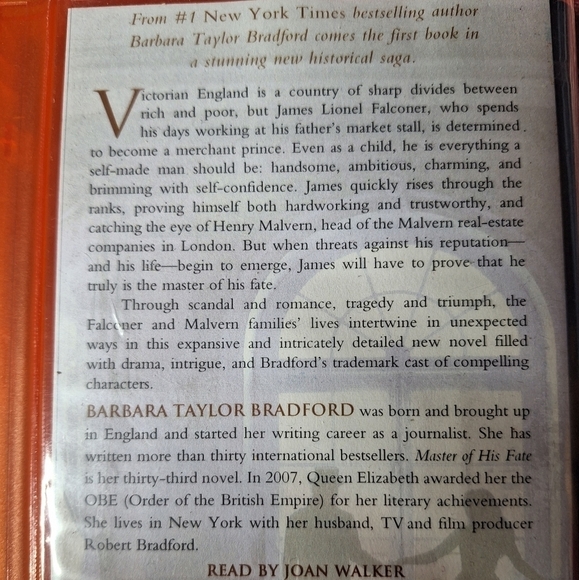 From #1 New York Times bestselling author
Barbara Taylor Bradford comes the first book in
a stunning new historical saga.
Victorian England is a country of sharp divides between
rich and poor, but James Lionel Falconer, who spends
his days working at his father's market stall, is determined
to become a merchant prince. Even as a child, he is everything a
self-made man should be: handsome, ambitious, charming, and
brimming with self-confidence. James quickly rises through the
ranks, proving himself both hardworking and trustworthy, and
catching the eye of Henry Malvern, head of the Malvern real-estate
companies in London. But when threats against his reputation—
and his life—begin to emerge, James will have to prove that he
truly is the master of his fate.
Through scandal and romance, tragedy and triumph, the
Falconer and Malvern families' lives intertwine in unexpected
ways in this expansive and intricately detailed new novel filled
with drama, intrigue, and Bradford's trademark cast of compelling
characters.
BARBARA TAYLOR BRADFORD was born and brought up
in England and started her writing career as a journalist. She has
written more than thirty international bestsellers. Master of His Fate
is her thirty-third novel. In 2007, Queen Elizabeth awarded her the
OBE (Order of the British Empire) for her literary achievements.
She lives in New York with her husband, TV and film producer
Robert Bradford.
READ BY JOAN WALKER